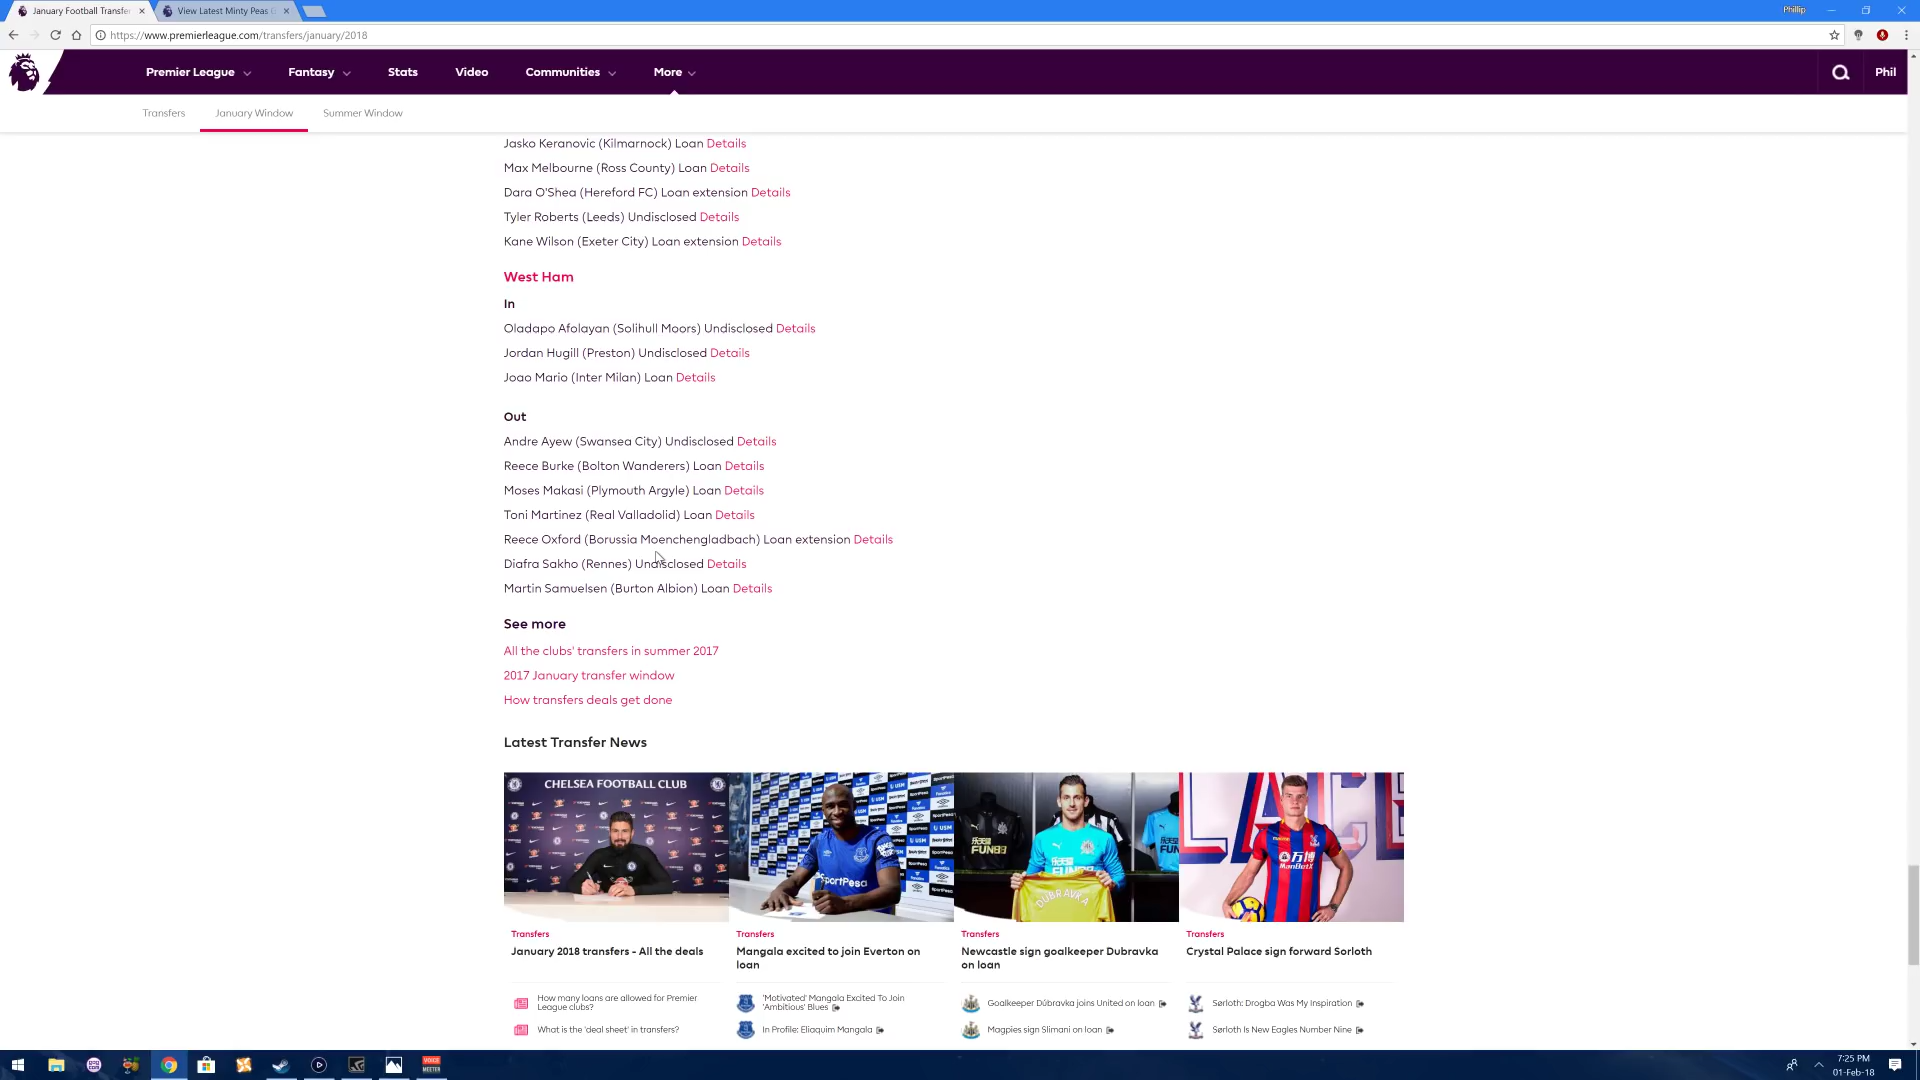 January Football Transfer
View Latest Minty Peas G
Phillip
https://www.premierleague.com/transfers/january/2018
Premier League
Fantasy
Stats
Video
Communities
More
Phil
Transfers
January Window
Summer Window
Jasko Keranovic (Kilmarnock) Loan Details
Max Melbourne (Ross County) Loan Details
Dara O'Shea (Hereford FC) Loan extension Details
Tyler Roberts (Leeds) Undisclosed Details
Kane Wilson (Exeter City) Loan extension Details
West Ham
In
Oladapo Afolayan (Solihull Moors) Undisclosed Details
Jordan Hugill (Preston) Undisclosed Details
Joao Mario (Inter Milan) Loan Details
Out
Andre Ayew (Swansea City) Undisclosed Details
Reece Burke (Bolton Wanderers) Loan Details
Moses Makasi (Plymouth Argyle) Loan Details
Toni Martinez (Real Valladolid) Loan Details
Reece Oxford (Borussia Moenchengladbach) Loan extension Details
Diafra Sakho (Rennes) Undisclosed Details
Martin Samuelsen (Burton Albion) Loan Details
See more
All the clubs' transfers in summer 2017
2017 January transfer window
How transfers deals get done
Latest Transfer News
CHELSEA FOOTBALL CLUB
SportPesa
FUN88
DUBRAVKA
ManBetX
Transfers
January 2018 transfers - All the deals
How many loans are allowed for Premier
League clubs?
What is the 'deal sheet' in transfers?
Transfers
Mangala excited to join Everton on
loan
'Motivated' Mangala Excited To Join
'Ambitious' Blues
In Profile: Eliaquim Mangala
Transfers
Newcastle sign goalkeeper Dubravka
on loan
Goalkeeper Dúbravka joins United on loan
Magpies sign Slimani on loan
Transfers
Crystal Palace sign forward Sorloth
Sørloth: Drogba Was My Inspiration
Sørloth Is New Eagles Number Nine
VOICE
MEETER
7:25 PM
01-Feb-18